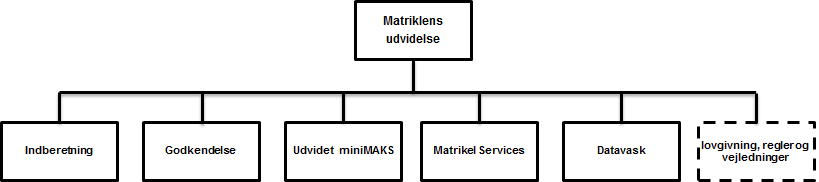 Matriklens
udvidelse
Indberetning
Godkendelse
Udvidet miniMAKS
Matrikel Services
Datavask
lovgivning, regler og
vejledninger